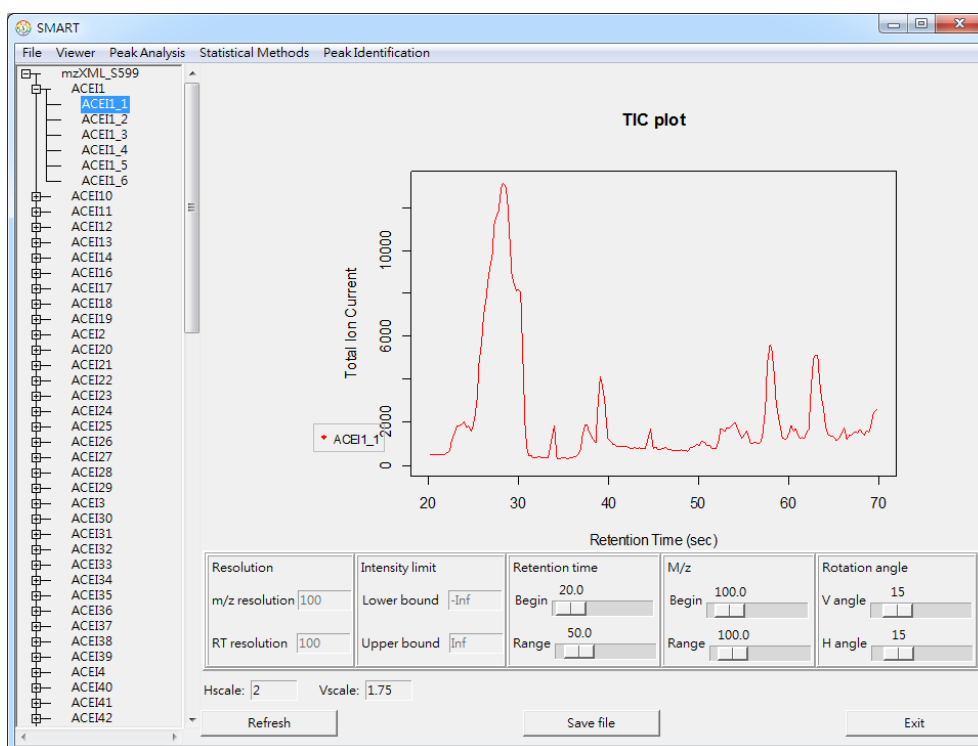 SMART
File Viewer Peak Analysis Statistical Methods Peak Identification
mzXML_S599
ACEI1
ACEI1_1
ACEI1_2
ACEI1_3
ACEI1_4
ACEI1_5
ACEI1_6
ACEI10
ACEI11
ACEI12
ACEI13
ACEI14
ACEI16
ACEI17
ACEI18
ACEI19
ACEI2
ACEI20
ACEI21
ACEI22
ACEI23
ACEI24
ACEI25
ACEI26
ACEI27
ACEI28
ACEI29
ACEI3
ACEI30
ACEI31
ACEI32
ACEI33
ACEI34
ACEI35
ACEI36
ACEI37
ACEI38
ACEI39
ACEI4
ACEI40
ACEI41
ACEI42
TIC plot
Total Ion Current
10000
6000
2000
0
ACEI1_1
20 30 40 50 60 70
Retention Time (sec)
Resolution
m/z resolution 100
RT resolution 100
Intensity limit
Lower bound -Inf
Upper bound Inf
Retention time
20.0
Begin
50.0
Range
M/z
100.0
Begin
100.0
Range
Rotation angle
15
V angle
15
H angle
Hscale: 2 Vscale: 1.75
Refresh Save file Exit